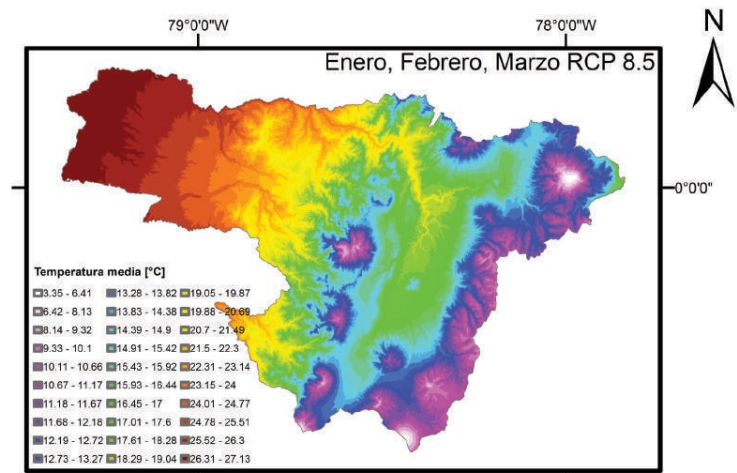 79°0'0"W 78°0'0"W
N
Enero, Febrero, Marzo RCP 8.5
0°0'0"
Temperatura media [°C]
3.35 - 6.41 13.28 - 13.82 19.05 - 19.87
6.42 - 8.13 13.83 - 14.38 19.88 - 20.69
8.14 - 9.32 14.39 - 14.9 20.7 - 21.49
9.33 - 10.1 14.91 - 15.42 21.5 - 22.3
10.11 - 10.66 15.43 - 15.92 22.31 - 23.14
10.67 - 11.17 15.93 - 16.44 23.15 - 24
11.18 - 11.67 16.45 - 17 24.01 - 24.77
11.68 - 12.18 17.01 - 17.6 24.78 - 25.51
12.19 - 12.72 17.61 - 18.28 25.52 - 26.3
12.73 - 13.27 18.29 - 19.04 26.31 - 27.13